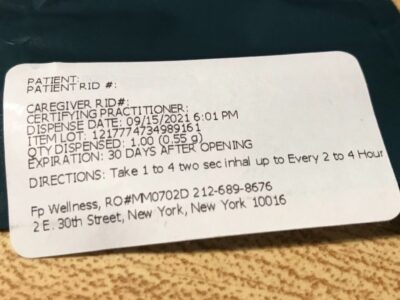 PATIENT:
PATIENT RID #:
CAREGIVER RID#:
CERTIFYING PRACTITIONER:
DISPENSE DATE: 09/15/2021 6:01 PM
ITEM LOT: 1217774734989161
QTY DISPENSED: 1.00 (0.55 g)
EXPIRATION: 30 DAYS AFTER OPENING
DIRECTIONS: Take 1 to 4 two sec inhal up to Every 2 to 4 Hour
Fp Wellness, RO#MM0702D 212-689-8676
2 E. 30th Street, New York, New York 10016